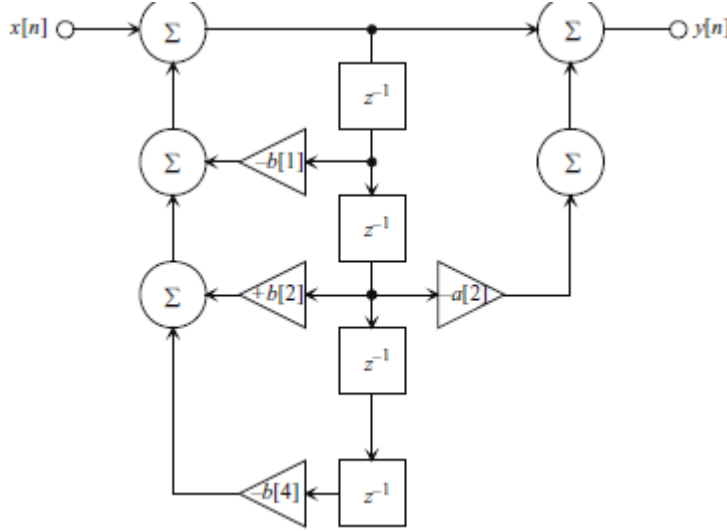 x[n] Σ Σ y[n]
z⁻¹
Σ –b[1] Σ
z⁻¹
Σ +b[2] –a[2]
z⁻¹
–b[4] z⁻¹